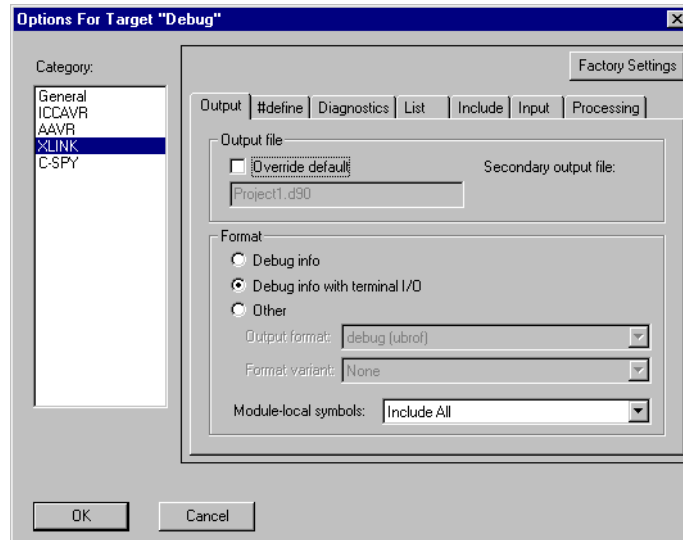 Options For Target "Debug"
Category:
General
ICCAVR
AAVR
XLINK
C-SPY
Factory Settings
Output #define Diagnostics List Include Input Processing
Output file
Override default
Secondary output file:
Project1.d90
Format
Debug info
Debug info with terminal I/O
Other
Output format: debug (ubrof)
Format variant: None
Module-local symbols: Include All
OK Cancel